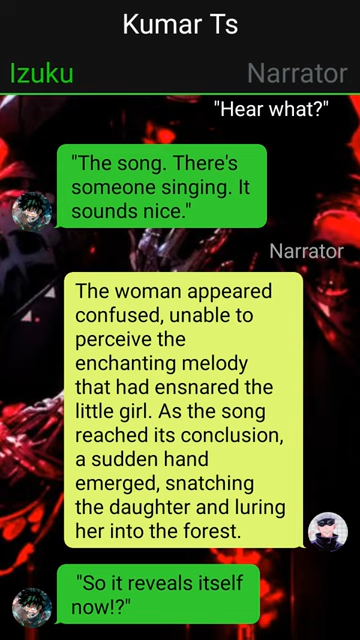 Kumar Ts
Izuku
Narrator
"Hear what?"
"The song. There's
someone singing. It
sounds nice."
Narrator
The woman appeared
confused, unable to
perceive the
enchanting melody
that had ensnared the
little girl. As the song
reached its conclusion,
a sudden hand
emerged, snatching
the daughter and luring
her into the forest.
"So it reveals itself
now!?"